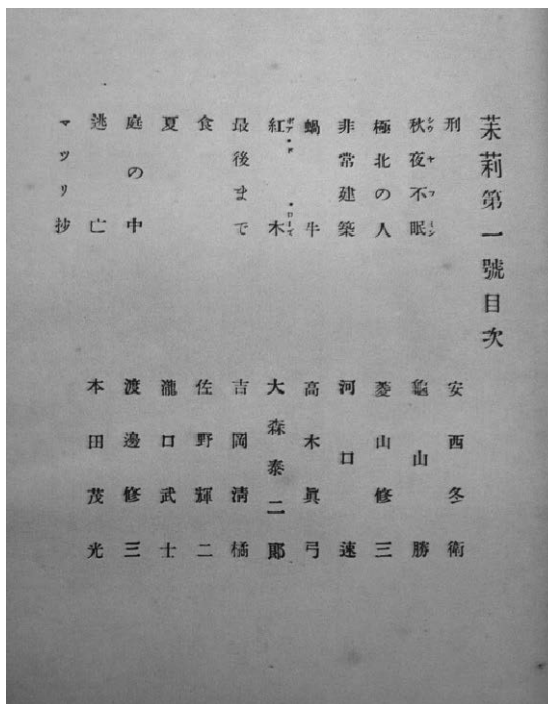 茉莉第一號目次
刑 安西冬衛
秋夜不眠 龜山勝
極北の人 菱山修三
非常建築 河口速
蝸牛 高木眞弓
紅木 大森泰二郞
最後まで 吉岡淸橘
食 佐野輝二
夏 瀧口武士
庭の中 渡邊修三
逃亡 本田茂光
マツリ抄